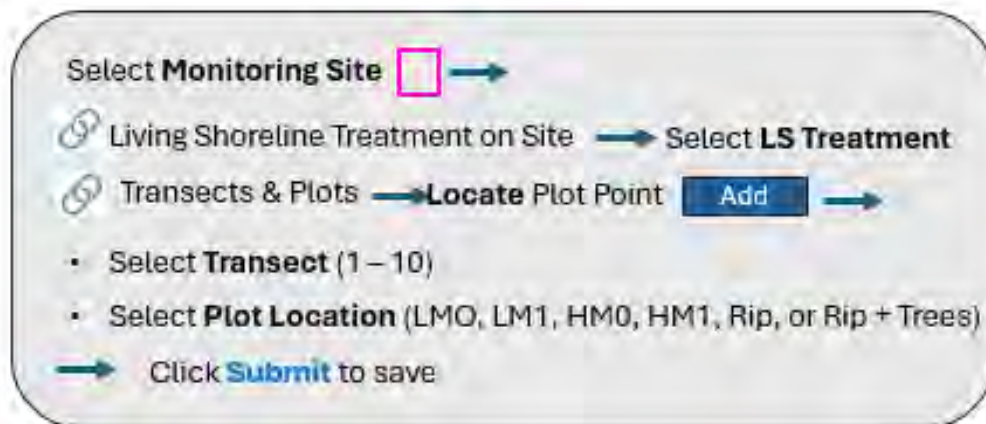 Select Monitoring Site
Living Shoreline Treatment on Site Select LS Treatment
Transects & Plots Locate Plot Point Add
• Select Transect (1 – 10)
• Select Plot Location (LMO, LM1, HM0, HM1, Rip, or Rip + Trees)
Click Submit to save